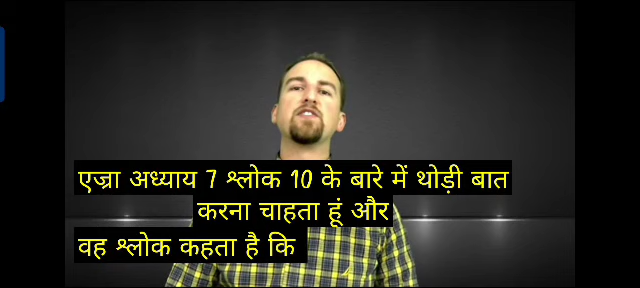 एज्रा अध्याय 7 श्लोक 10 के बारे में थोड़ी बात
करना चाहता हूं और
वह श्लोक कहता है कि